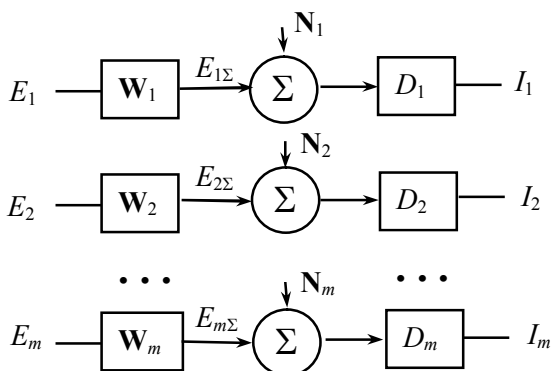 N₁
E₁ W₁ E₁Σ Σ D₁ I₁
N₂
E₂ W₂ E₂Σ Σ D₂ I₂
• • • • • •
Nₘ
Eₘ Wₘ EₘΣ Σ Dₘ Iₘ